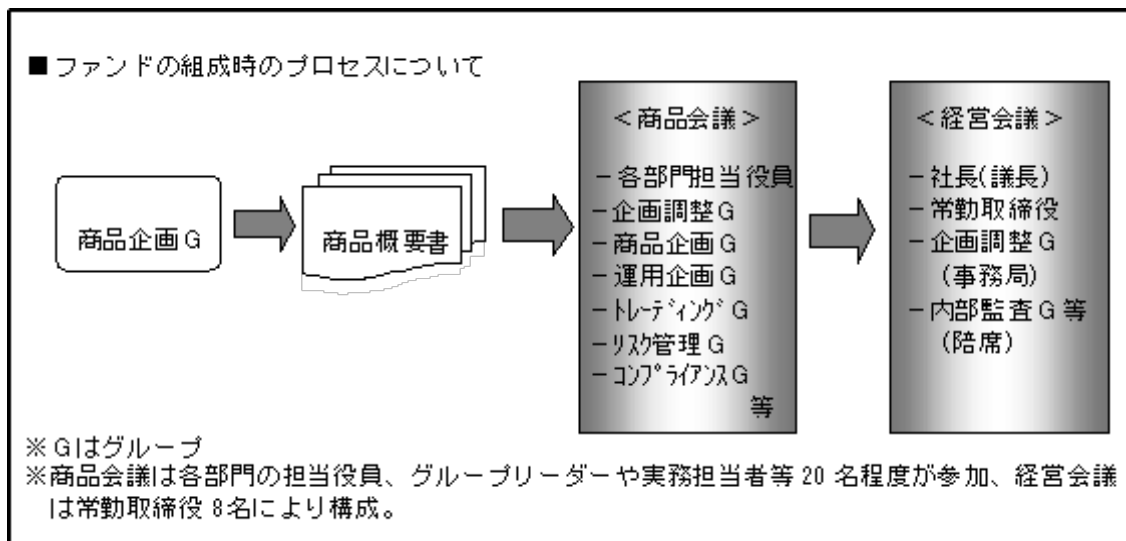 ■ファンドの組成時のプロセスについて
商品企画G
商品概要書
＜商品会議＞
－各部門担当役員
－企画調整G
－商品企画G
－運用企画G
－ﾄﾚｰﾃﾞｨﾝｸﾞG
－ﾘｽｸ管理G
－ｺﾝﾌﾟﾗｲｱﾝｽG
等
＜経営会議＞
－社長(議長)
－常勤取締役
－企画調整G
(事務局)
－内部監査G等
(陪席)
※Gはグループ
※商品会議は各部門の担当役員、グループリーダーや実務担当者等 20 名程度が参加、経営会議
は常勤取締役 8名により構成。